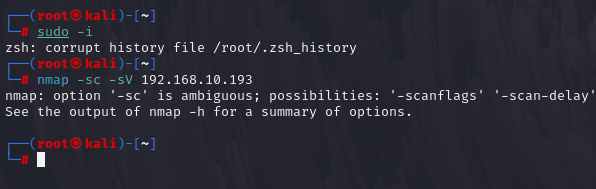 ┌──(root㉿kali)-[~]
└─# sudo -i
zsh: corrupt history file /root/.zsh_history
┌──(root㉿kali)-[~]
└─# nmap -sc -sV 192.168.10.193
nmap: option '-sc' is ambiguous; possibilities: '-scanflags' '-scan-delay'
See the output of nmap -h for a summary of options.
┌──(root㉿kali)-[~]
└─#